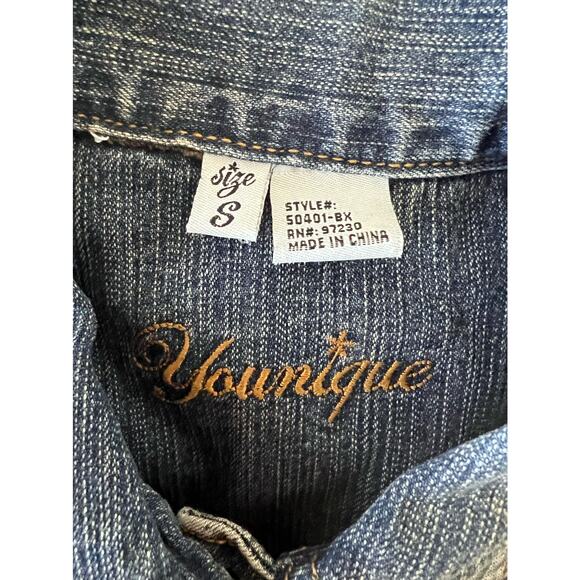 size
S
STYLE#:
50401-BX
RN#: 97230
MADE IN CHINA
Younique